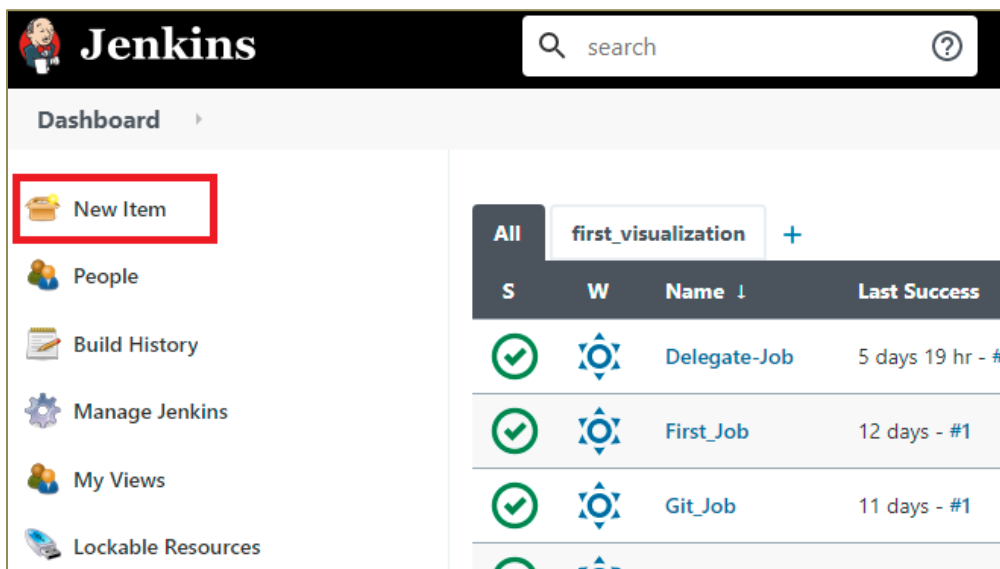 Jenkins
search
Dashboard
New Item
People
Build History
Manage Jenkins
My Views
Lockable Resources
All first_visualization +
S W Name ↓ Last Success
Delegate-Job 5 days 19 hr - #
First_Job 12 days - #1
Git_Job 11 days - #1